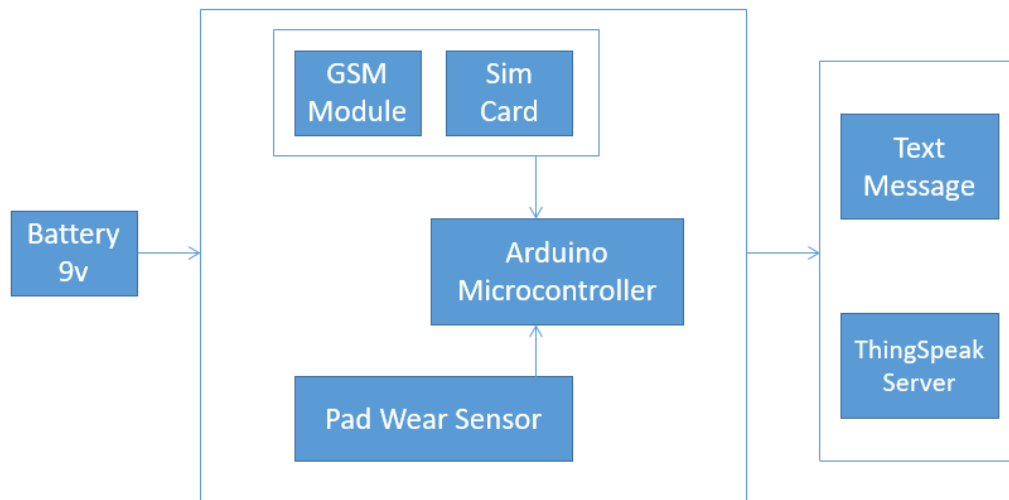 GSM
Module
Sim
Card
Battery
9v
Arduino
Microcontroller
Pad Wear Sensor
Text
Message
ThingSpeak
Server